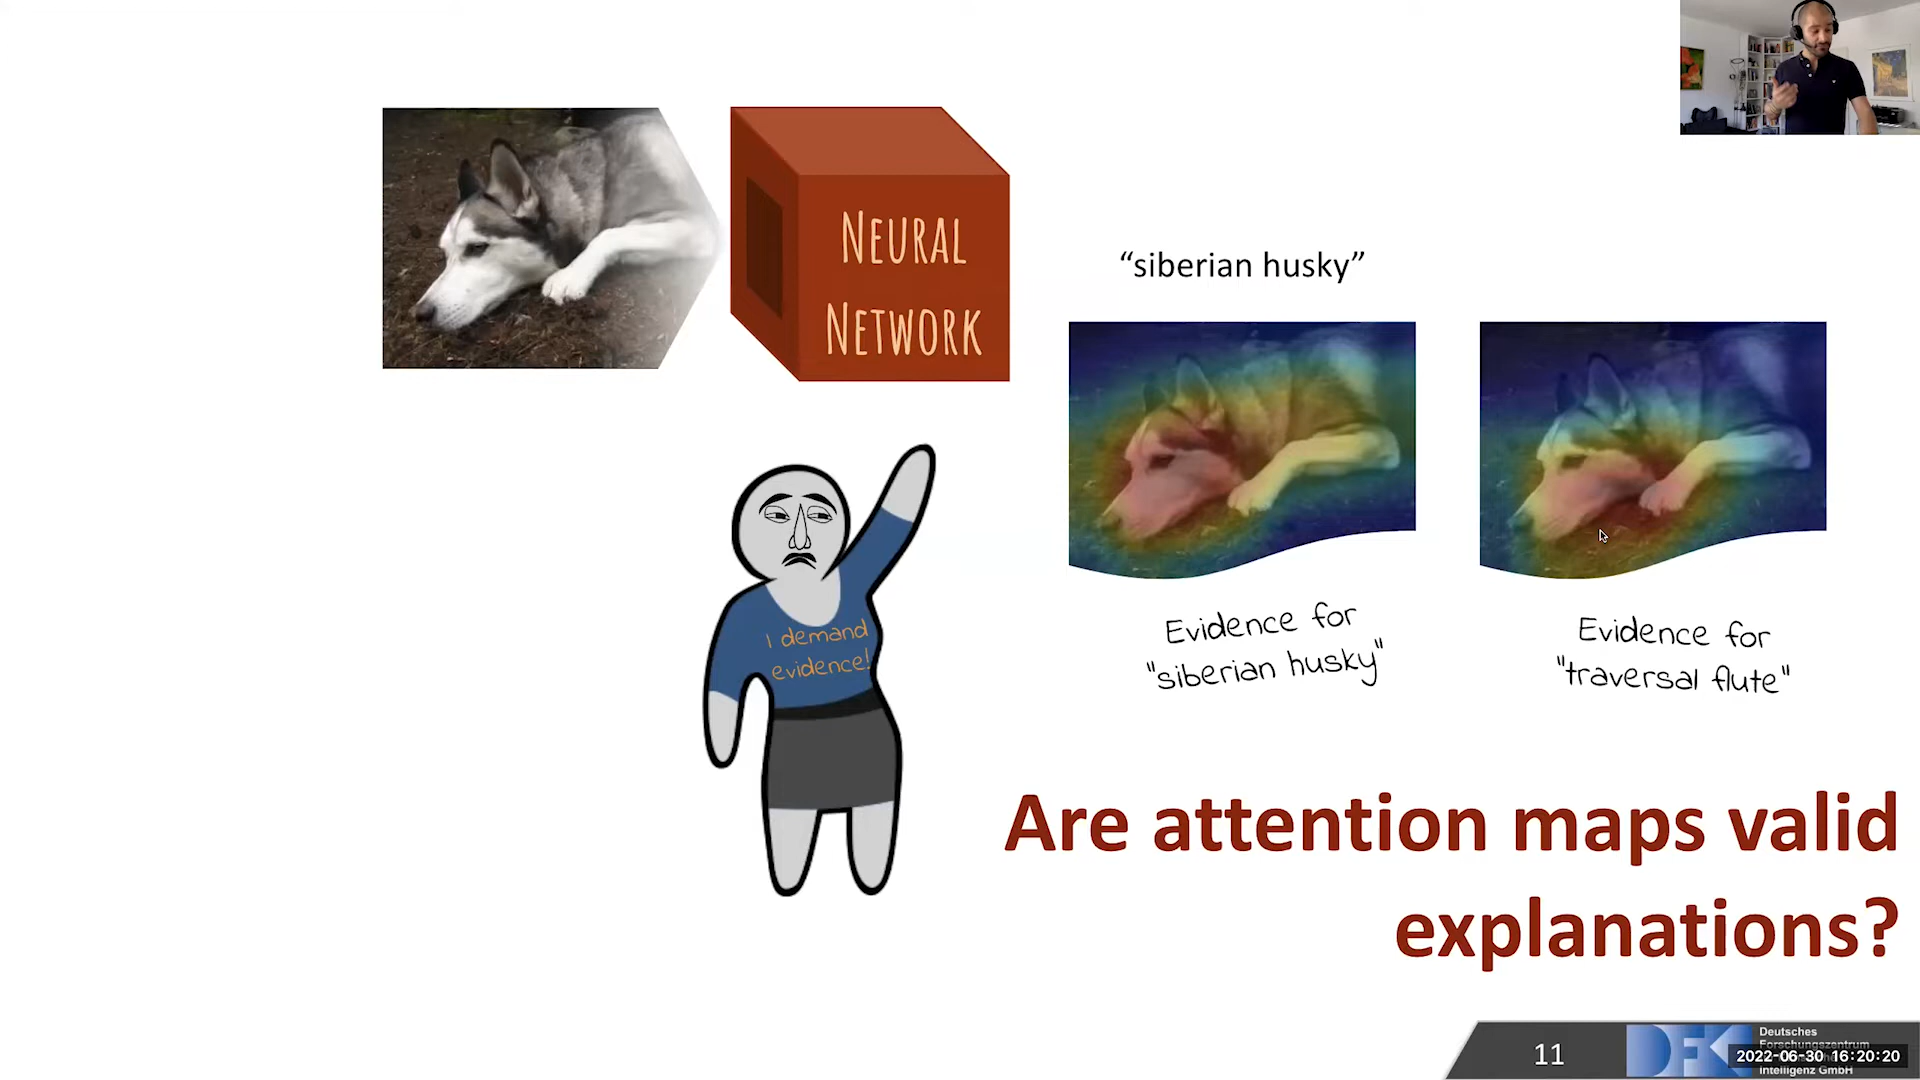 NEURAL
NETWORK
“siberian husky”
I demand
evidence!
Evidence for
"siberian husky"
Evidence for
"traversal flute"
Are attention maps valid
explanations?
11
DFK
Deutsches
Forschungszentrum
2022-06-30 16:20:20
Intelligenz GmbH